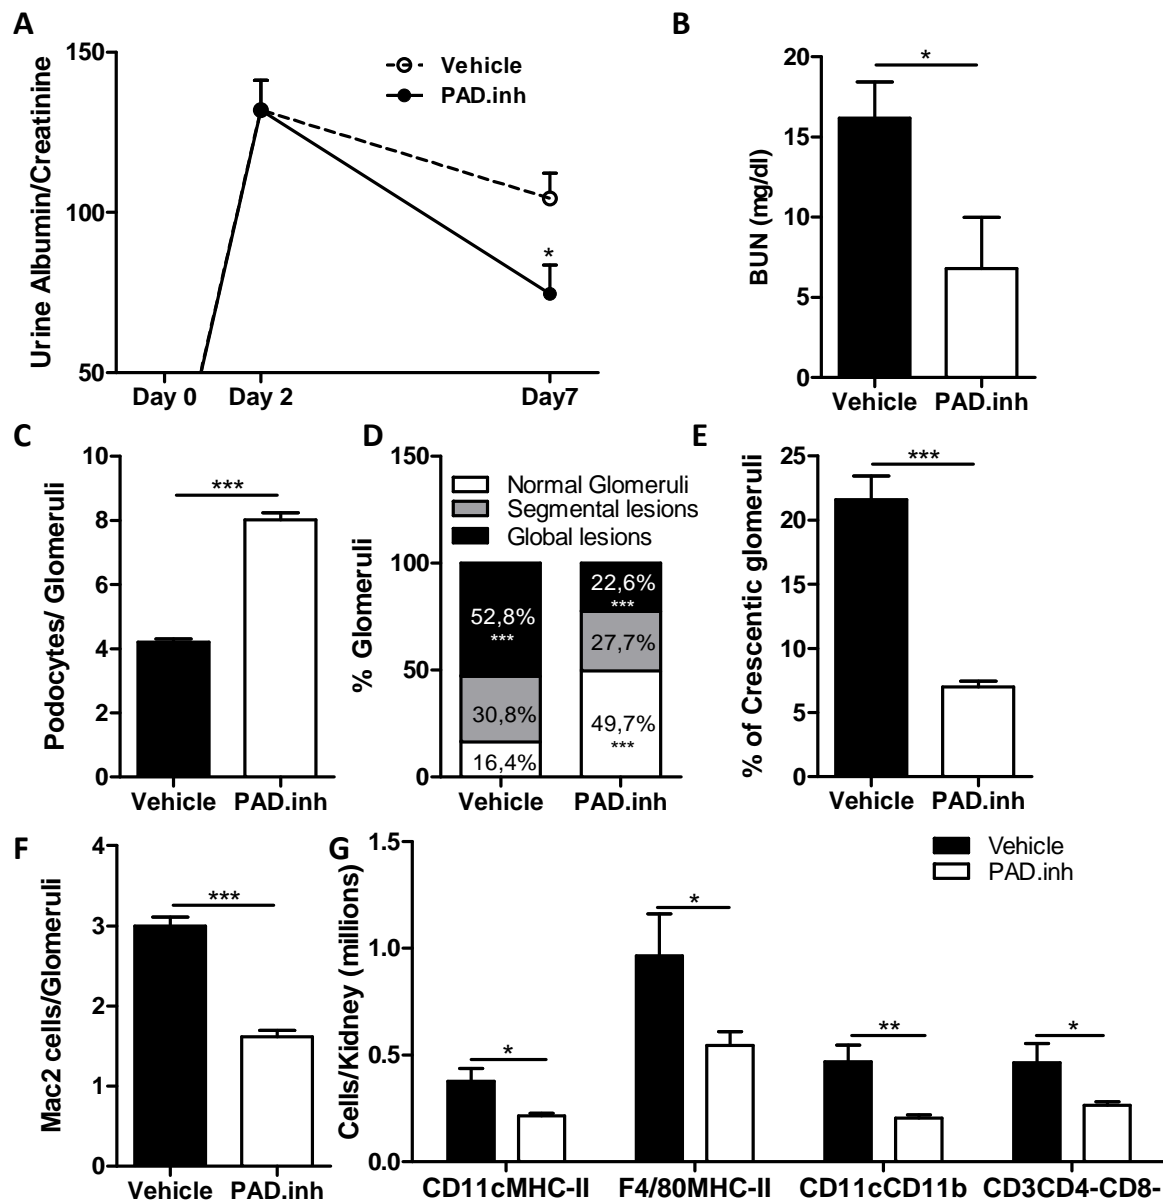 A
Urine Albumin/Creatinine
150
100
50
Vehicle
PAD.inh
*
Day 0
Day 2
Day7
B
BUN (mg/dl)
20
15
10
5
0
*
Vehicle
PAD.inh
C
Podocytes/ Glomeruli
10
8
6
4
2
0
***
Vehicle
PAD.inh
D
% Glomeruli
150
100
50
0
Normal Glomeruli
Segmental lesions
Global lesions
52,8%
***
30,8%
16,4%
22,6%
***
27,7%
49,7%
***
Vehicle
PAD.inh
E
% of Crescentic glomeruli
25
20
15
10
5
0
***
Vehicle
PAD.inh
F
Mac2 cells/Glomeruli
4
3
2
1
0
***
Vehicle
PAD.inh
G
Cells/Kidney (millions)
1.5
1.0
0.5
0.0
Vehicle
PAD.inh
*
*
**
*
CD11cMHC-II
F4/80MHC-II
CD11cCD11b
CD3CD4-CD8-